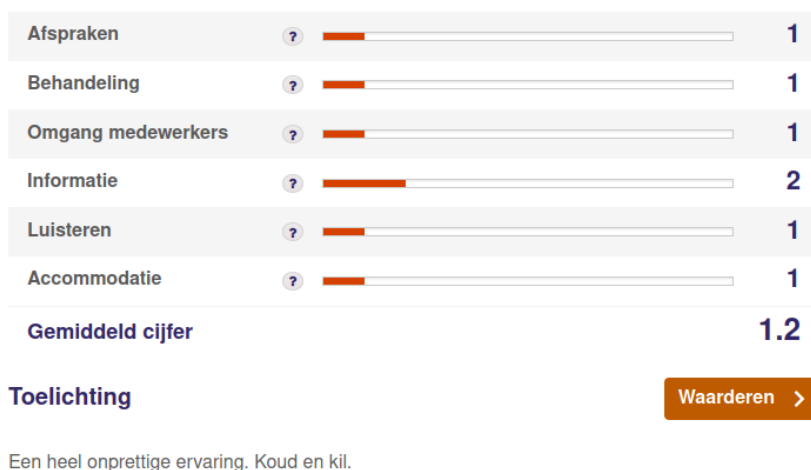 Afspraken ? 1
Behandeling ? 1
Omgang medewerkers ? 1
Informatie ? 2
Luisteren ? 1
Accommodatie ? 1
Gemiddeld cijfer 1.2
Toelichting Waarderen
Een heel onprettige ervaring. Koud en kil.